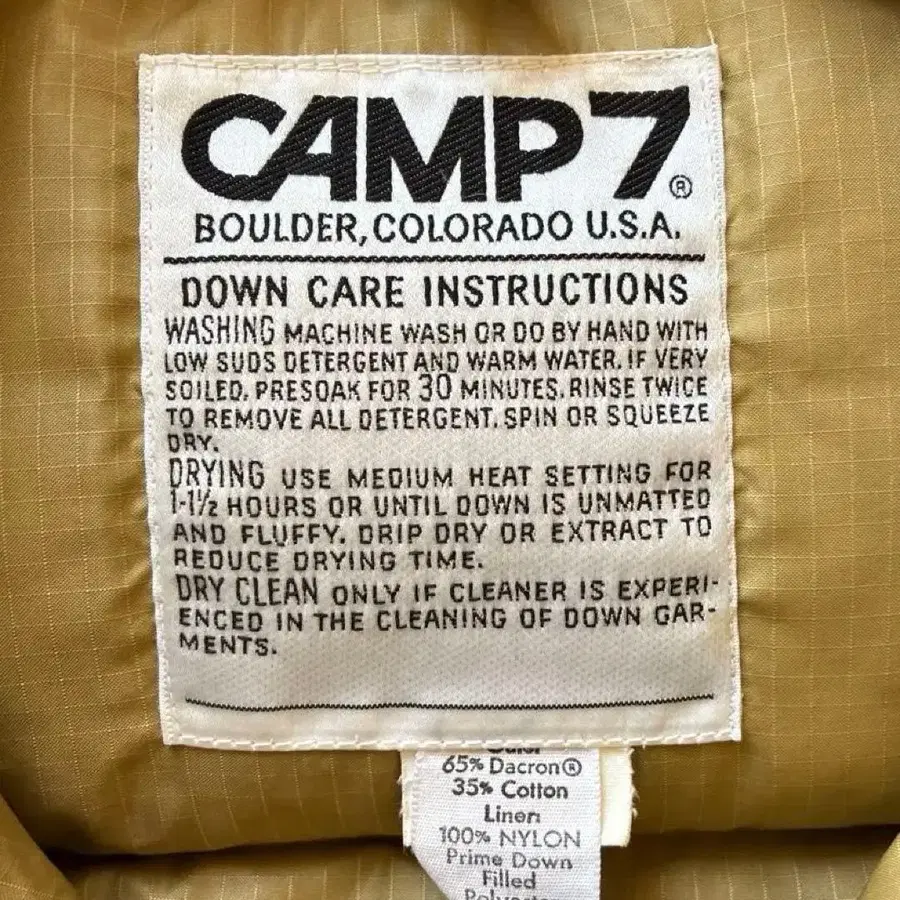 CAMP 7®
BOULDER, COLORADO U.S.A.
DOWN CARE INSTRUCTIONS
WASHING MACHINE WASH OR DO BY HAND WITH
LOW SUDS DETERGENT AND WARM WATER. IF VERY
SOILED. PRESOAK FOR 30 MINUTES. RINSE TWICE
TO REMOVE ALL DETERGENT. SPIN OR SQUEEZE
DRY.
DRYING USE MEDIUM HEAT SETTING FOR
1-1½ HOURS OR UNTIL DOWN IS UNMATTED
AND FLUFFY. DRIP DRY OR EXTRACT TO
REDUCE DRYING TIME.
DRY CLEAN ONLY IF CLEANER IS EXPERI-
ENCED IN THE CLEANING OF DOWN GAR-
MENTS.
65% Dacron®
35% Cotton
Liner:
100% NYLON
Prime Down
Filled